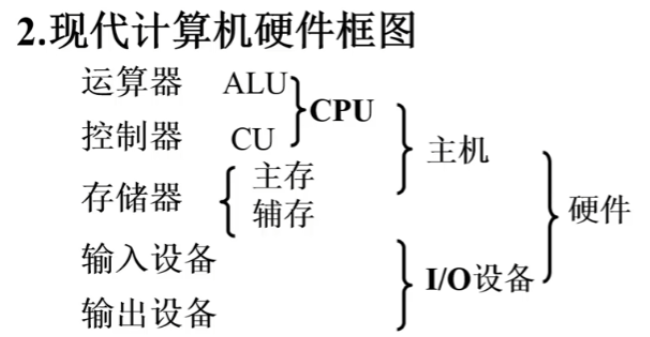 2.现代计算机硬件框图
运算器 ALU
CPU
控制器 CU
主机
存储器
主存
辅存
硬件
输入设备
I/O设备
输出设备